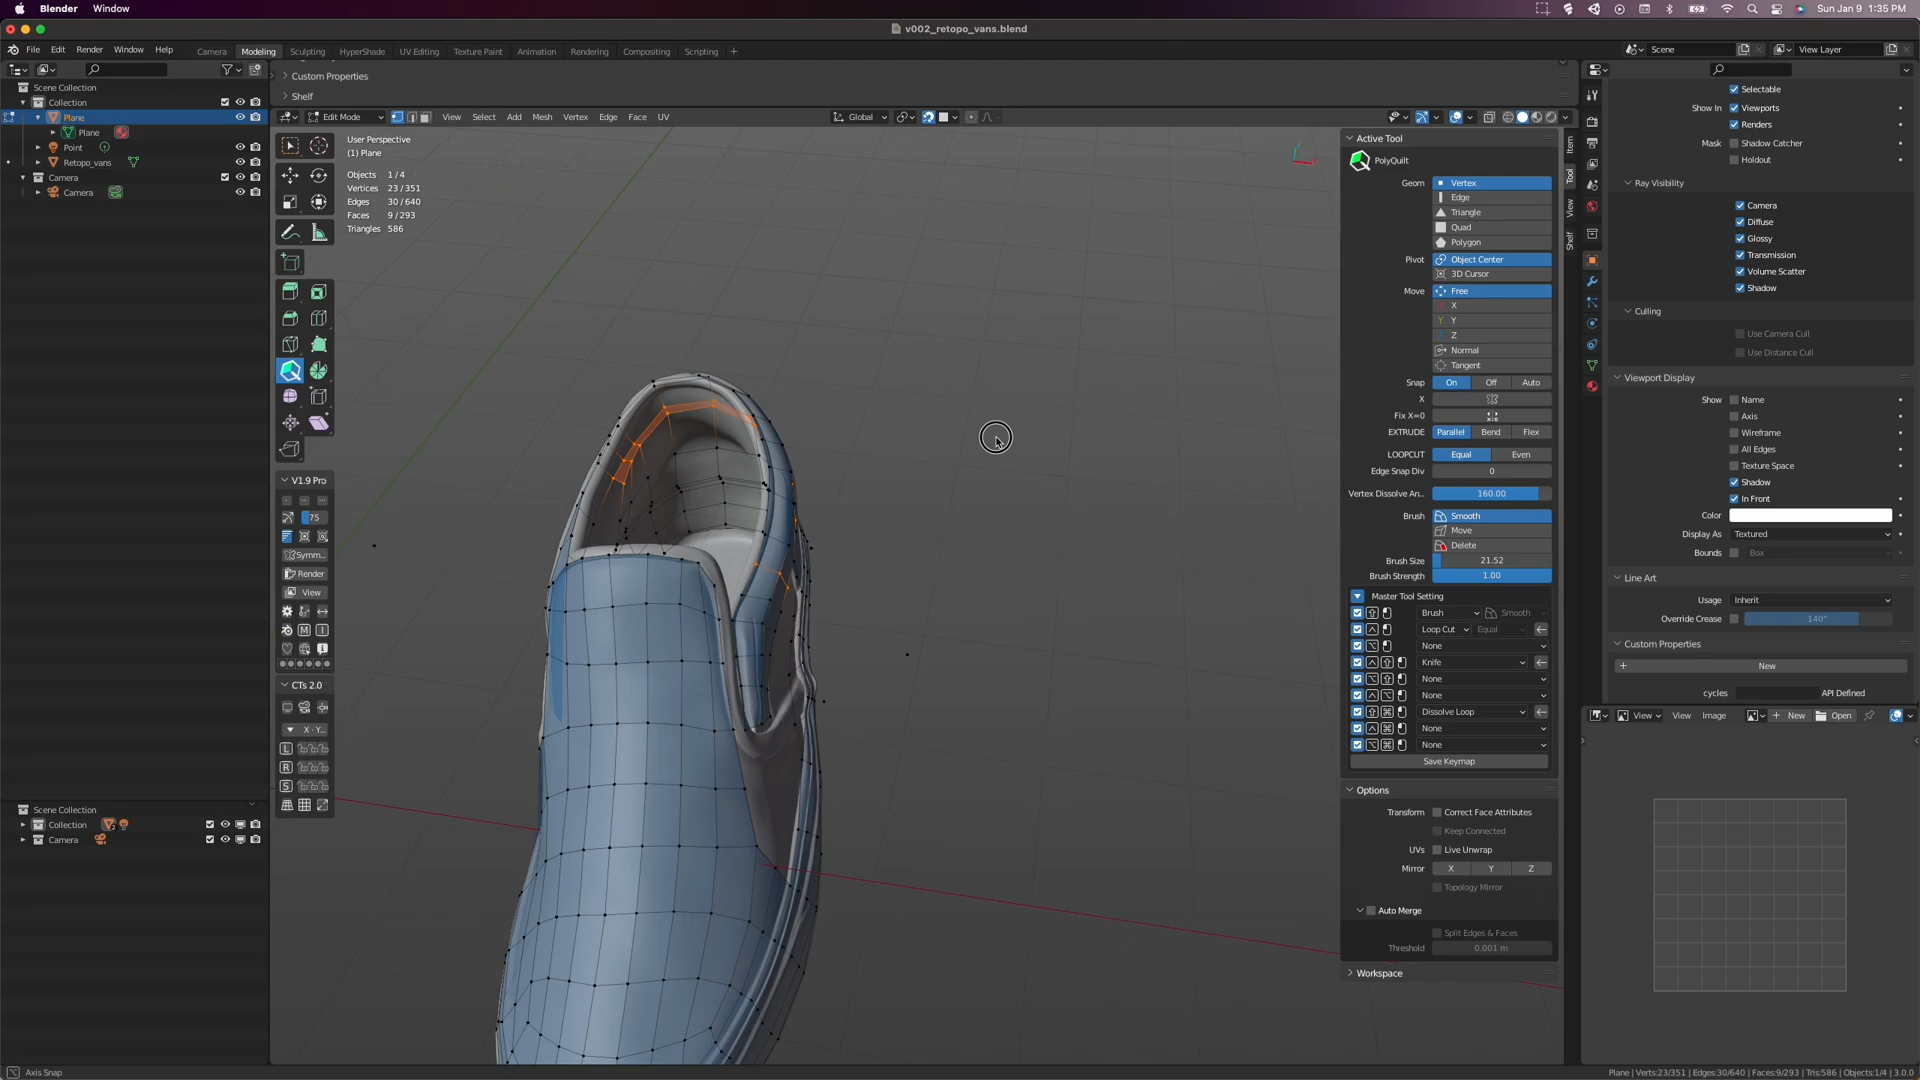 Blender Window Sun Jan 9 1:35 PM
v002_retopo_vans.blend
File Edit Render Window Help Camera Modeling Sculpting HyperShade UV Editing Texture Paint Animation Rendering Compositing Scripting + Scene View Layer
Custom Properties
Shelf
Scene Collection
Collection
Plane
Plane
Point
Retopo_vans
Camera
Camera
Edit Mode View Select Add Mesh Vertex Edge Face UV Global
User Perspective
(1) Plane
Objects 1/4
Vertices 23/351
Edges 30/640
Faces 9/293
Triangles 586
V1.9 Pro
75
Symm...
Render
View
M I
CTs 2.0
X - Y...
L
R
S
Scene Collection
Collection 2
Camera
Active Tool
PolyQuilt
Geom Vertex
Edge
Triangle
Quad
Polygon
Pivot Object Center
3D Cursor
Move Free
X
Y Y
Z
Normal
Tangent
Snap On Off Auto
X
Fix X=0
EXTRUDE Parallel Bend Flex
LOOPCUT Equal Even
Edge Snap Div 0
Vertex Dissolve An... 160.00
Brush Smooth
Move
Delete
Brush Size 21.52
Brush Strength 1.00
Master Tool Setting
Brush Smooth
Loop Cut Equal
None
Knife
None
None
Dissolve Loop
None
None
Save Keymap
Options
Transform Correct Face Attributes
Keep Connected
UVs Live Unwrap
Mirror X Y Z
Topology Mirror
Auto Merge
Split Edges & Faces
Threshold 0.001 m
Workspace
Item
Tool
View
Shelf
Selectable
Show In Viewports
Renders
Mask Shadow Catcher
Holdout
Ray Visibility
Camera
Diffuse
Glossy
Transmission
Volume Scatter
Shadow
Culling
Use Camera Cull
Use Distance Cull
Viewport Display
Show Name
Axis
Wireframe
All Edges
Texture Space
Shadow
In Front
Color
Display As Textured
Bounds Box
Line Art
Usage Inherit
Override Crease 140°
Custom Properties
+ New
cycles API Defined
View View Image + New Open
Axis Snap
Plane | Verts:23/351 | Edges:30/640 | Faces:9/293 | Tris:586 | Objects:1/4 | 3.0.0